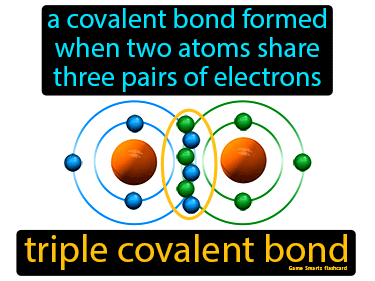 a covalent bond formed
when two atoms share
three pairs of electrons
triple covalent bond
Game Smartz flashcard